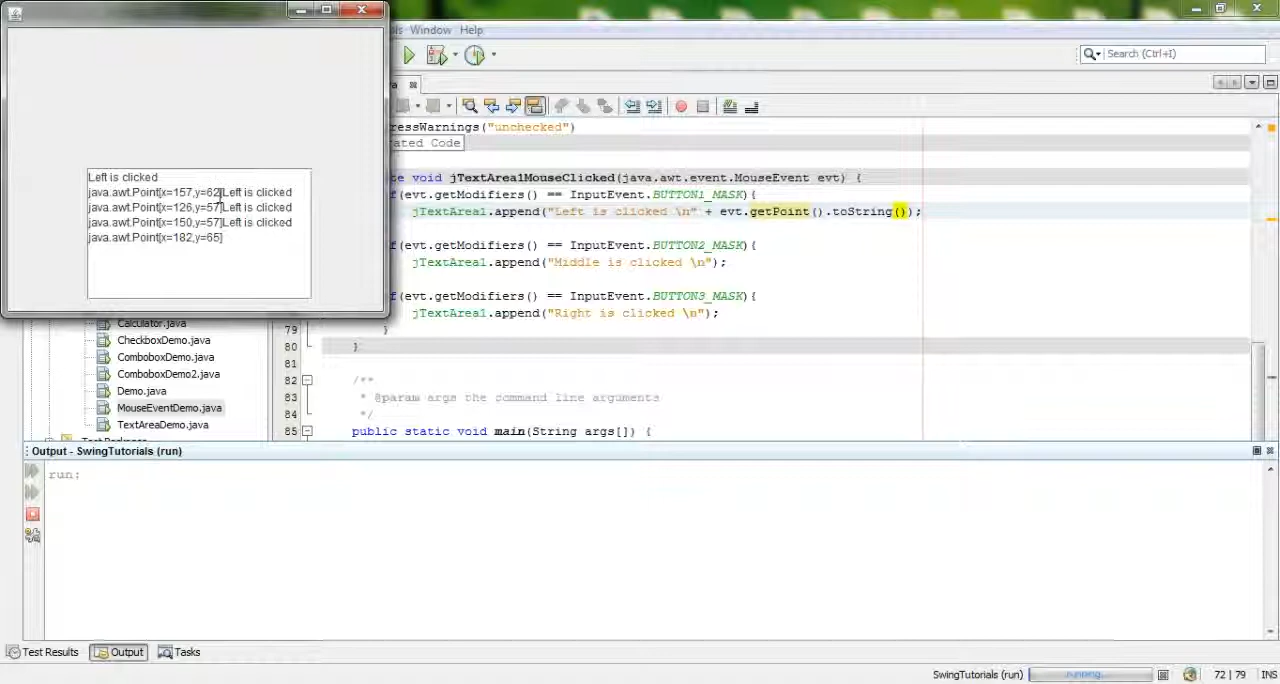 Window Help
Search (Ctrl+I)
ressWarnings("unchecked")
ated Code
Left is clicked
java.awt.Point[x=157,y=62]Left is clicked
java.awt.Point[x=126,y=57]Left is clicked
java.awt.Point[x=150,y=57]Left is clicked
java.awt.Point[x=182,y=65]
te void jTextArea1MouseClicked(java.awt.event.MouseEvent evt) {
f(evt.getModifiers() == InputEvent.BUTTON1_MASK){
jTextArea1.append("Left is clicked \n" + evt.getPoint().toString());
f(evt.getModifiers() == InputEvent.BUTTON2_MASK){
jTextArea1.append("Middle is clicked \n");
f(evt.getModifiers() == InputEvent.BUTTON3_MASK){
jTextArea1.append("Right is clicked \n");
79 }
80 }
81
82 /**
83 * @param args the command line arguments
84 */
85 public static void main(String args[]) {
Calculator.java
CheckboxDemo.java
ComboboxDemo.java
ComboboxDemo2.java
Demo.java
MouseEventDemo.java
TextAreaDemo.java
Output - SwingTutorials (run)
run:
Test Results Output Tasks
SwingTutorials (run) running... 72 | 79 INS